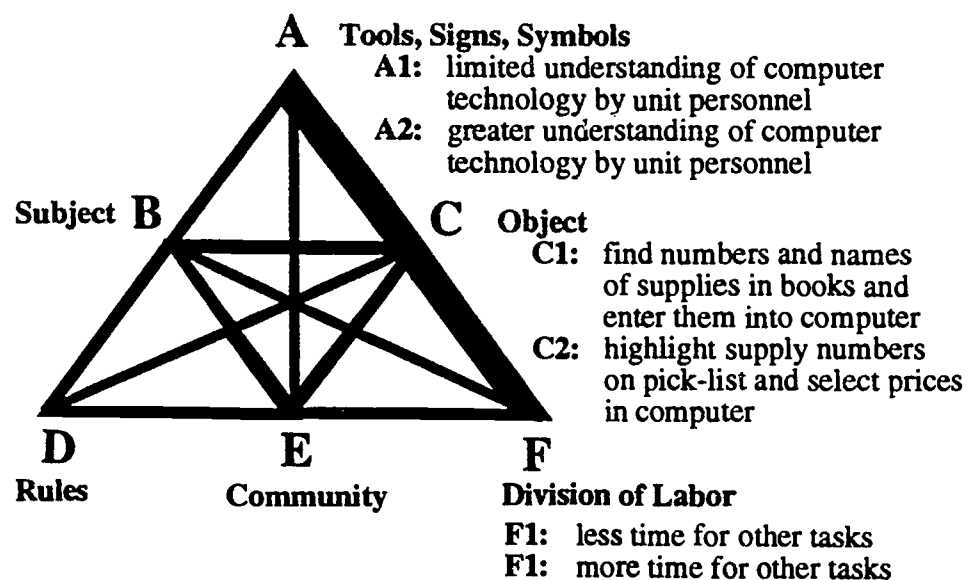 A Tools, Signs, Symbols
A1: limited understanding of computer
technology by unit personnel
A2: greater understanding of computer
technology by unit personnel
Subject B
C Object
C1: find numbers and names
of supplies in books and
enter them into computer
C2: highlight supply numbers
on pick-list and select prices
in computer
D E F
Rules Community Division of Labor
F1: less time for other tasks
F1: more time for other tasks